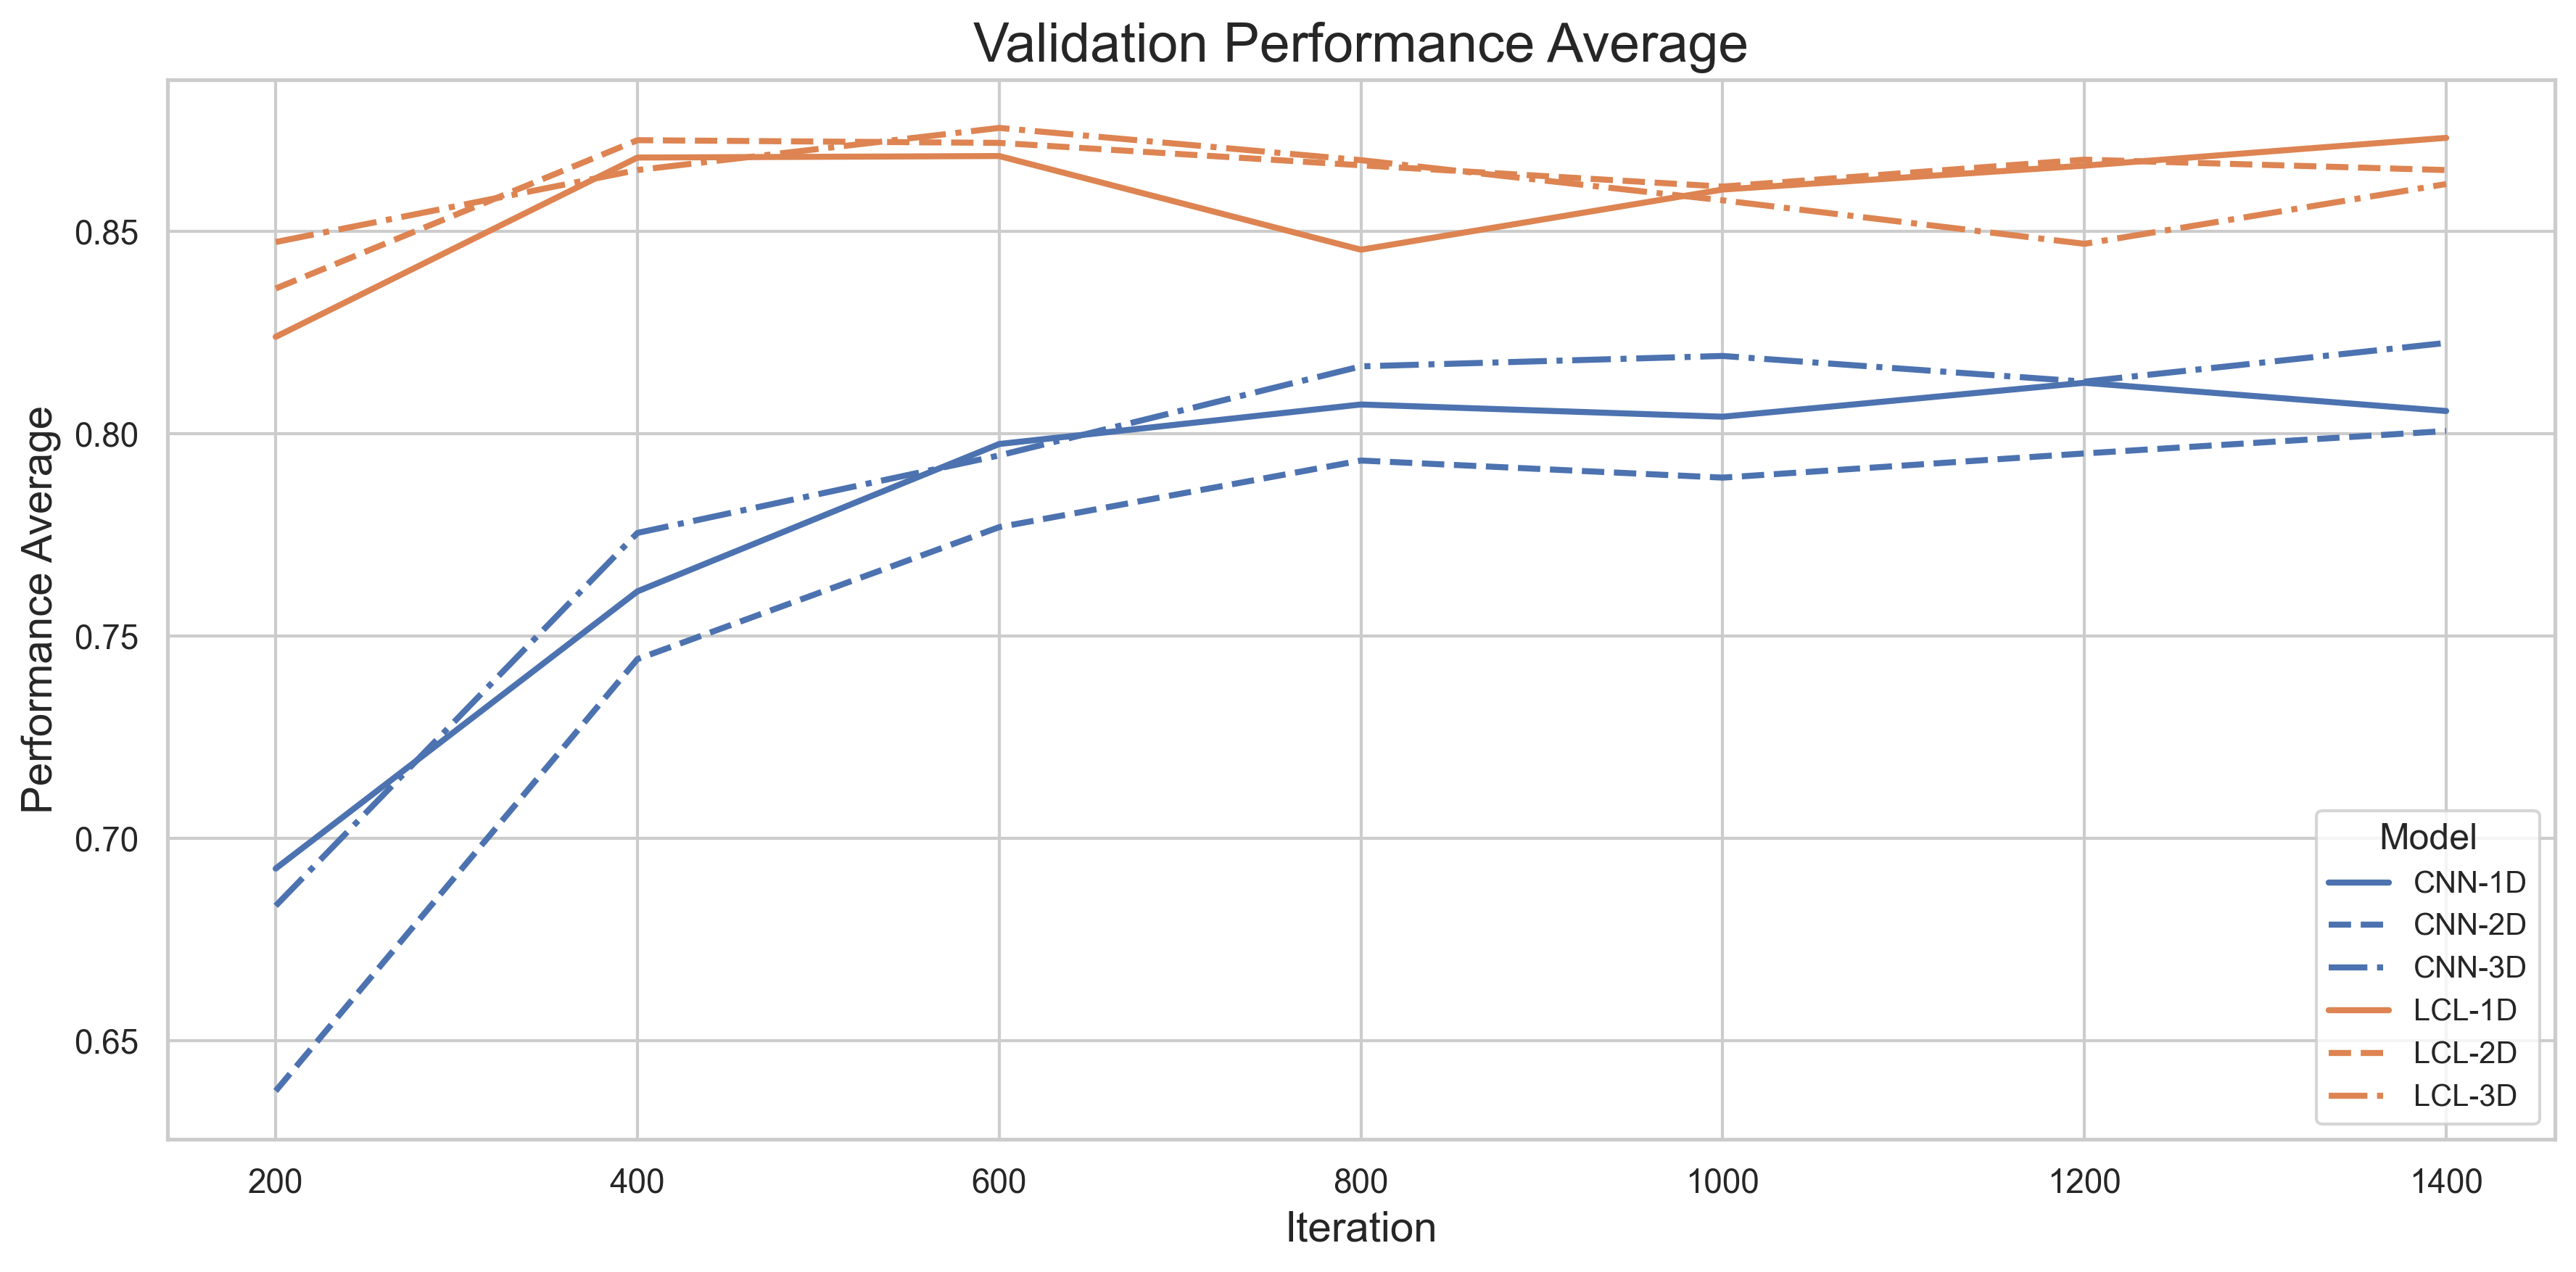 Validation Performance Average
Performance Average
0.85
0.80
0.75
0.70
0.65
200 400 600 800 1000 1200 1400
Iteration
Model
CNN-1D
CNN-2D
CNN-3D
LCL-1D
LCL-2D
LCL-3D